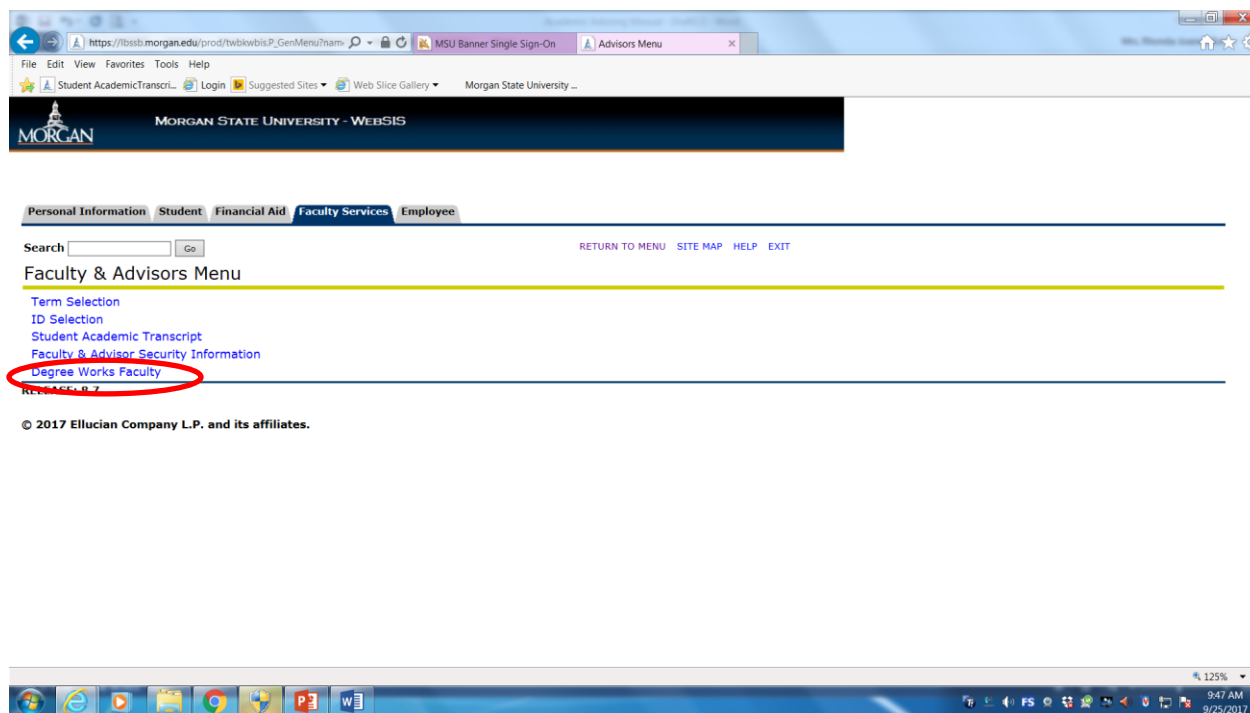 https://lbssb.morgan.edu/prod/twbkwbis.P_GenMenu?nam
MSU Banner Single Sign-On
Advisors Menu
File Edit View Favorites Tools Help
Student AcademicTranscri... Login Suggested Sites Web Slice Gallery Morgan State University ...
MORGAN
MORGAN STATE UNIVERSITY - WEBSIS
Personal Information Student Financial Aid Faculty Services Employee
Search Go RETURN TO MENU SITE MAP HELP EXIT
Faculty & Advisors Menu
Term Selection
ID Selection
Student Academic Transcript
Faculty & Advisor Security Information
Degree Works Faculty
RELEASE: 8.7
© 2017 Ellucian Company L.P. and its affiliates.
125%
FS 9:47 AM
9/25/2017